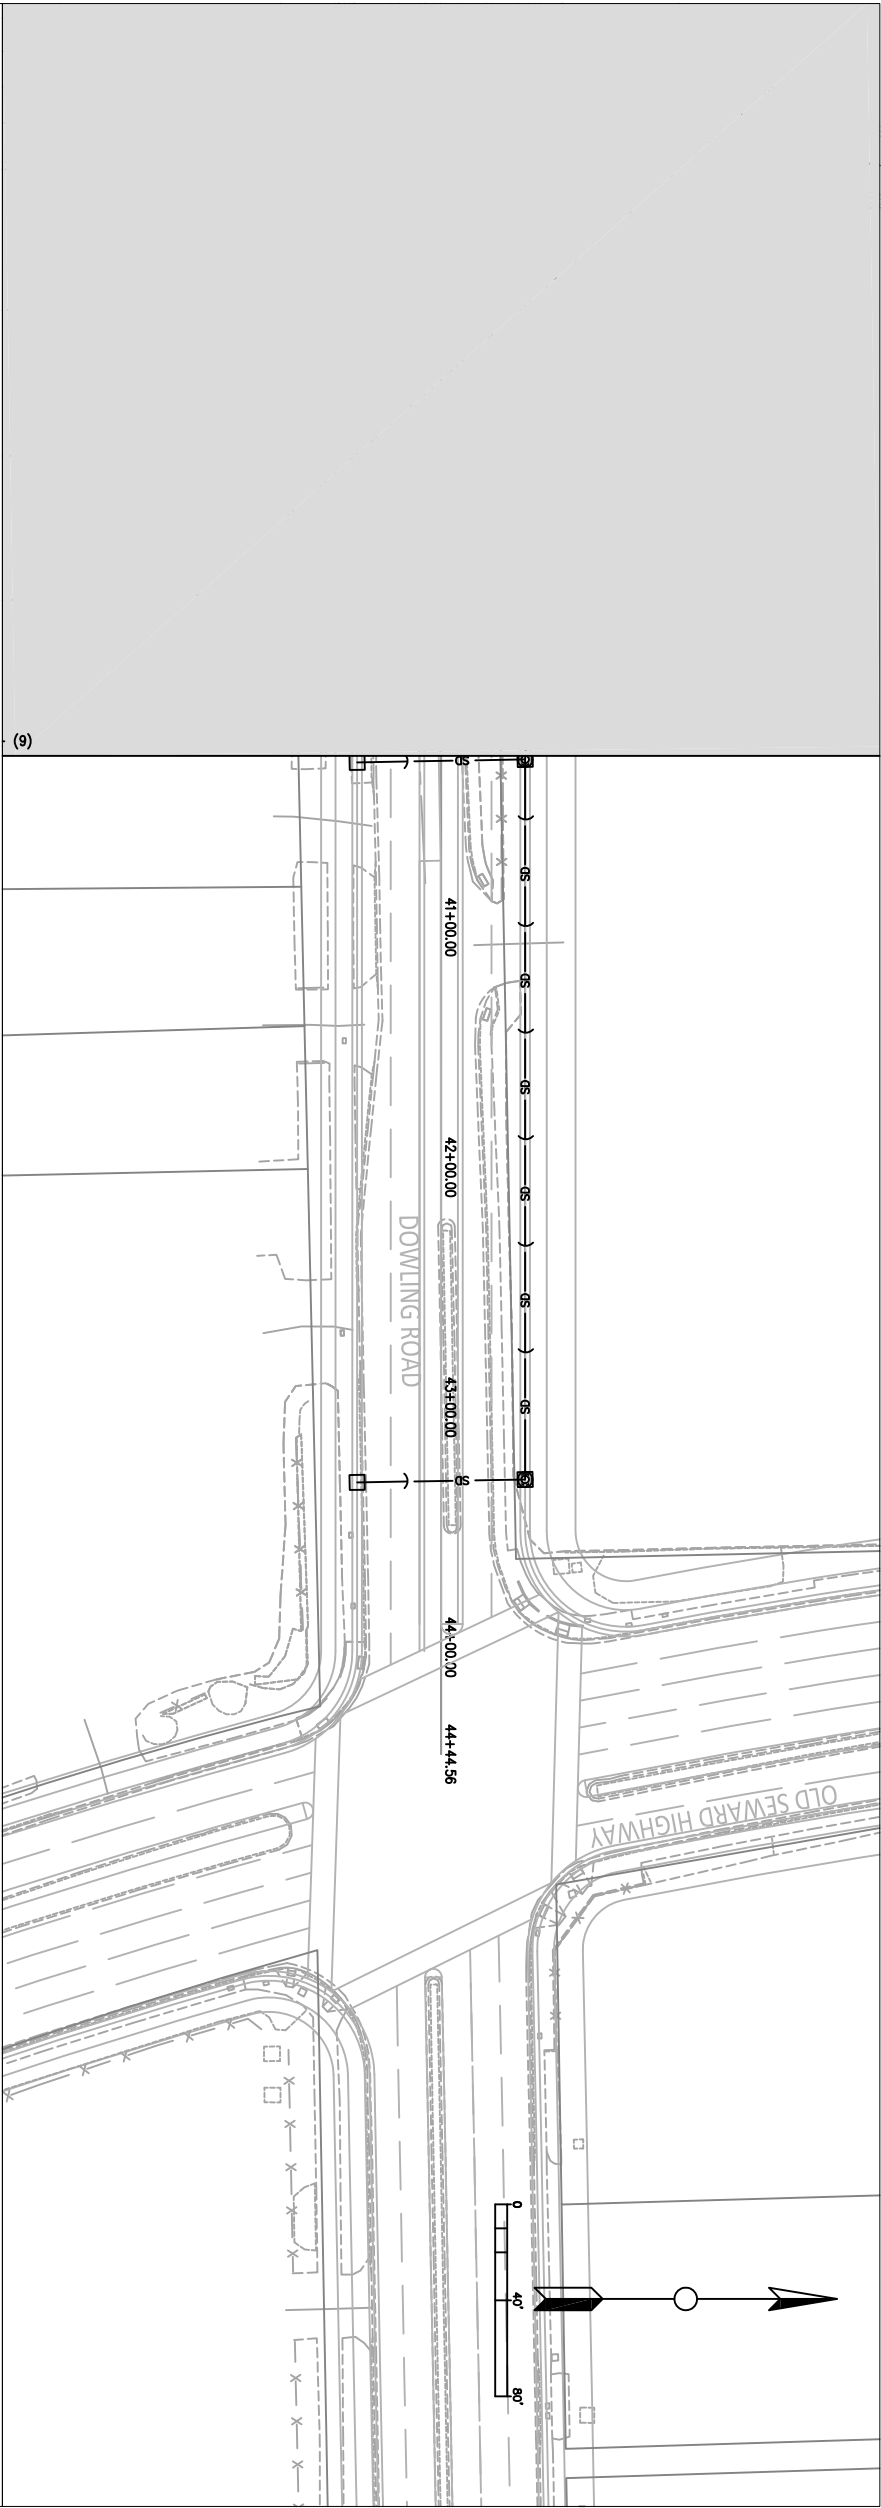 (9)
SD
SD
41+00.00
SD
SD
42+00.00
SD
DOWLING ROAD
SD
43+00.00
SD
SD
44+00.00
44+44.56
OLD SEWARD HIGHWAY
0
40'
80'